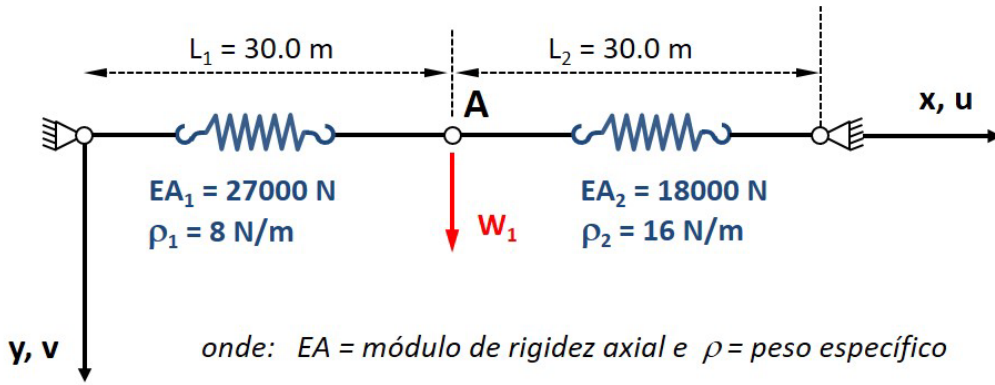 L₁ = 30.0 m
L₂ = 30.0 m
A
x, u
EA₁ = 27000 N
ρ₁ = 8 N/m
EA₂ = 18000 N
ρ₂ = 16 N/m
W₁
y, v
onde: EA = módulo de rigidez axial e ρ = peso específico